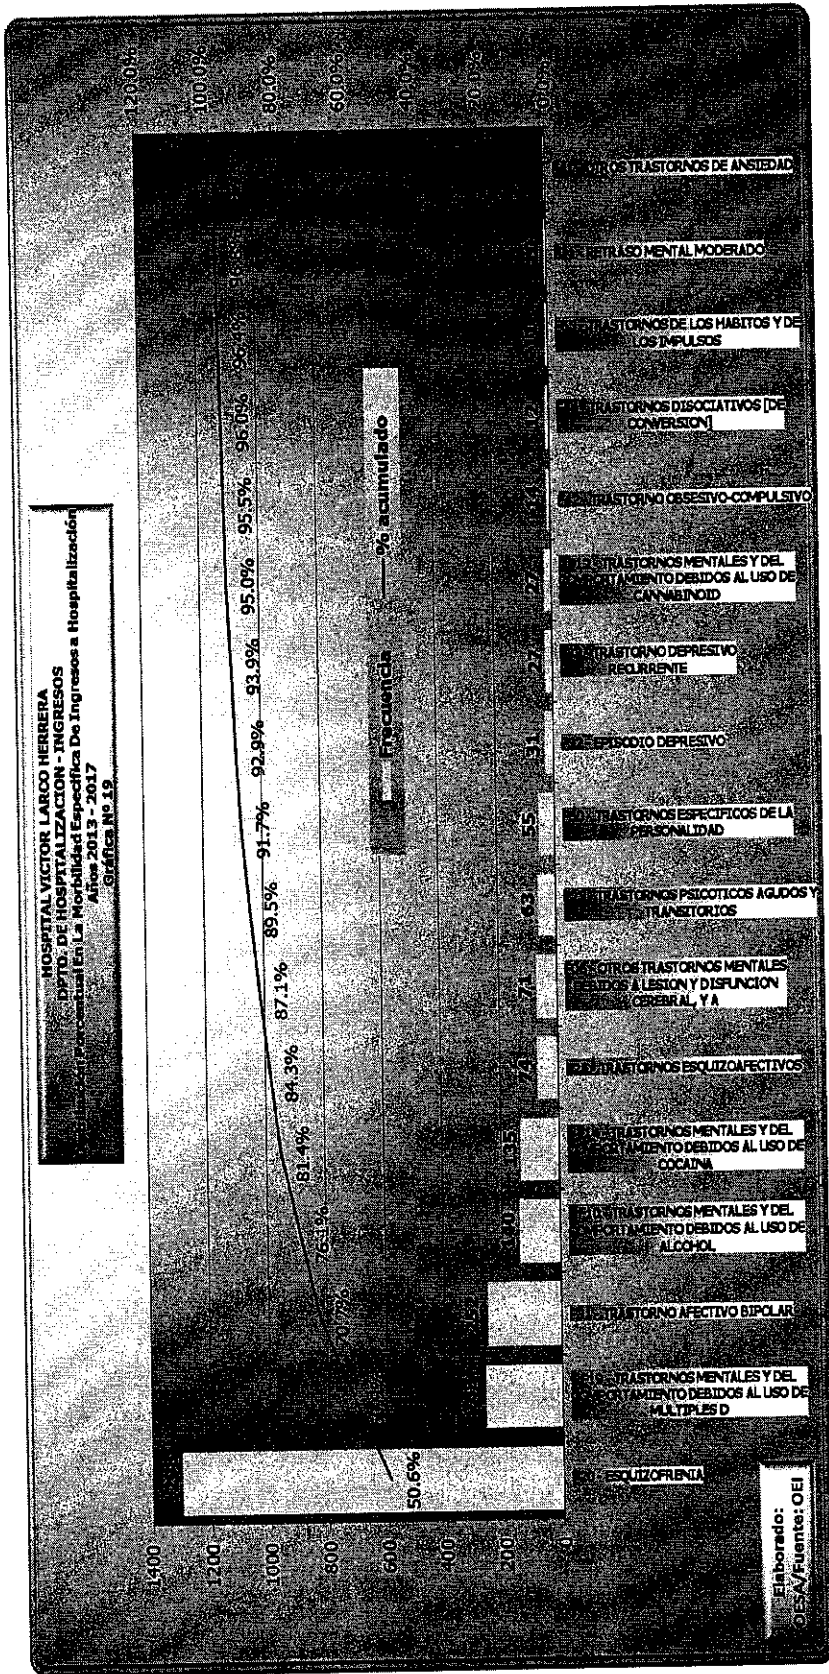 HOSPITAL VICTOR LARCO HERRERA
DPTO. DE HOSPITALIZACION - INGRESOS
Porcentual En La Morbilidad Especifica De Ingresos a Hospitalización
Años 2013 - 2017
Gráfica Nº 19
1400
1200
1000
800
600
400
200
0
120.0%
100.0%
80.0%
60.0%
40.0%
20.0%
0.0%
50.6%
70.7%
76.1%
81.4%
84.3%
87.1%
89.5%
91.7%
92.9%
93.9%
95.0%
95.5%
96.0%
96.4%
Frecuencia
% acumulado
140
135
74
71
63
55
31
27
27
14
12
ESQUIZOFRENIA
TRASTORNOS MENTALES Y DEL
COMPORTAMIENTO DEBIDOS AL USO DE
MULTIPLES D
TRASTORNO AFECTIVO BIPOLAR
TRASTORNOS MENTALES Y DEL
COMPORTAMIENTO DEBIDOS AL USO DE
ALCOHOL
TRASTORNOS MENTALES Y DEL
COMPORTAMIENTO DEBIDOS AL USO DE
COCAINA
TRASTORNOS ESQUIZOAFECTIVOS
OTROS TRASTORNOS MENTALES
DEBIDOS A LESION Y DISFUNCION
CEREBRAL, Y A
TRASTORNOS PSICOTICOS AGUDOS Y
TRANSITORIOS
TRASTORNOS ESPECIFICOS DE LA
PERSONALIDAD
EPISODIO DEPRESIVO
TRASTORNO DEPRESIVO
RECURRENTE
TRASTORNOS MENTALES Y DEL
COMPORTAMIENTO DEBIDOS AL USO DE
CANNABINOID
TRASTORNO OBSESIVO-COMPULSIVO
TRASTORNOS DISOCIATIVOS [DE
CONVERSION]
TRASTORNOS DE LOS HABITOS Y DE
LOS IMPULSOS
RETRASO MENTAL MODERADO
OTROS TRASTORNOS DE ANSIEDAD
Elaborado:
OESA/Fuente: OEI